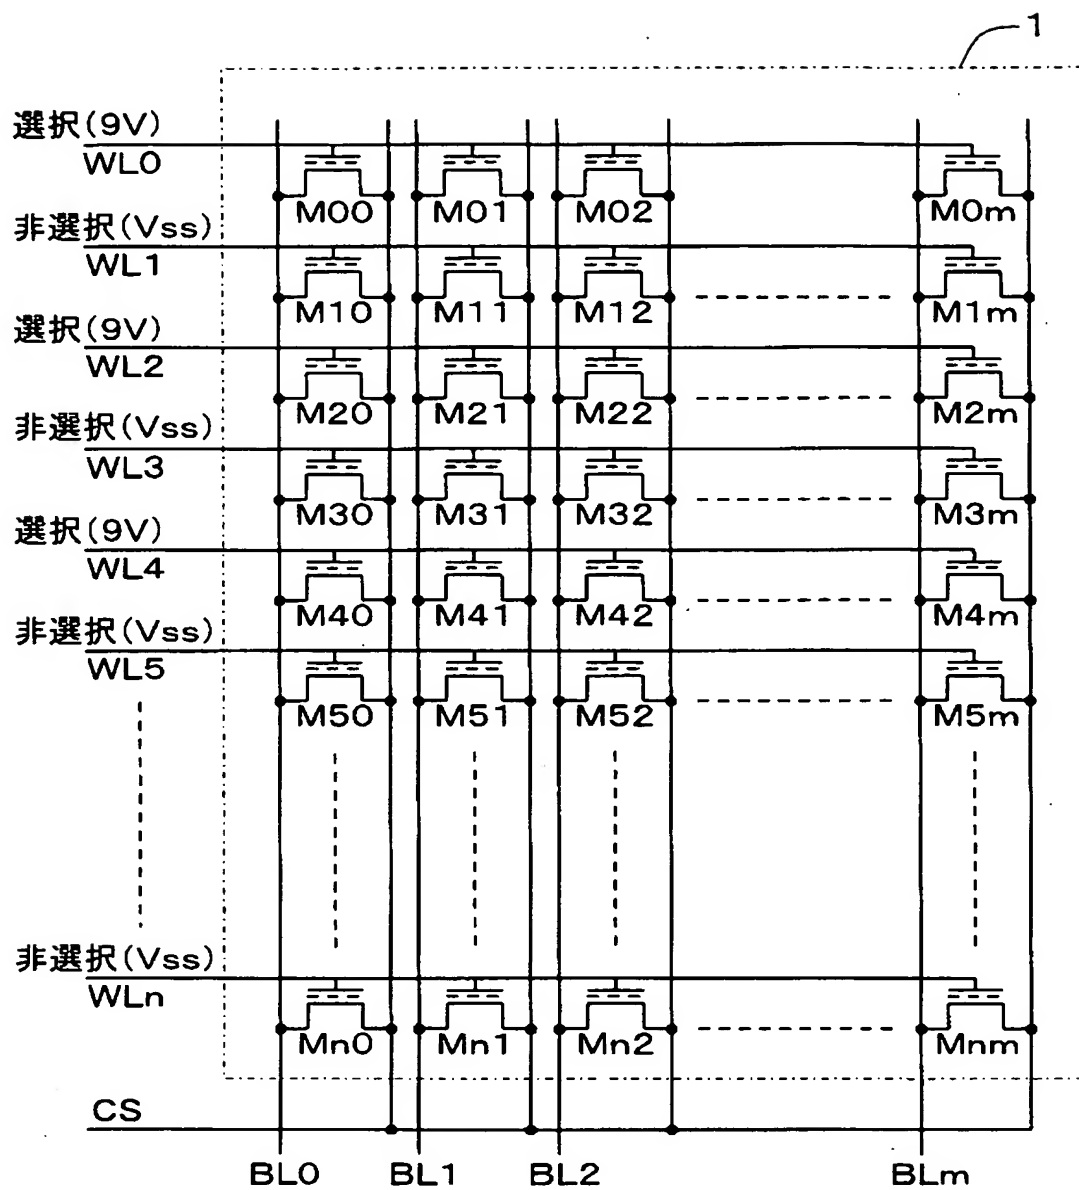 1
選択(9V)
WL0
M00 M01 M02 M0m
非選択(Vss)
WL1
M10 M11 M12 M1m
選択(9V)
WL2
M20 M21 M22 M2m
非選択(Vss)
WL3
M30 M31 M32 M3m
選択(9V)
WL4
M40 M41 M42 M4m
非選択(Vss)
WL5
M50 M51 M52 M5m
非選択(Vss)
WLn
Mn0 Mn1 Mn2 Mnm
CS
BL0 BL1 BL2 BLm